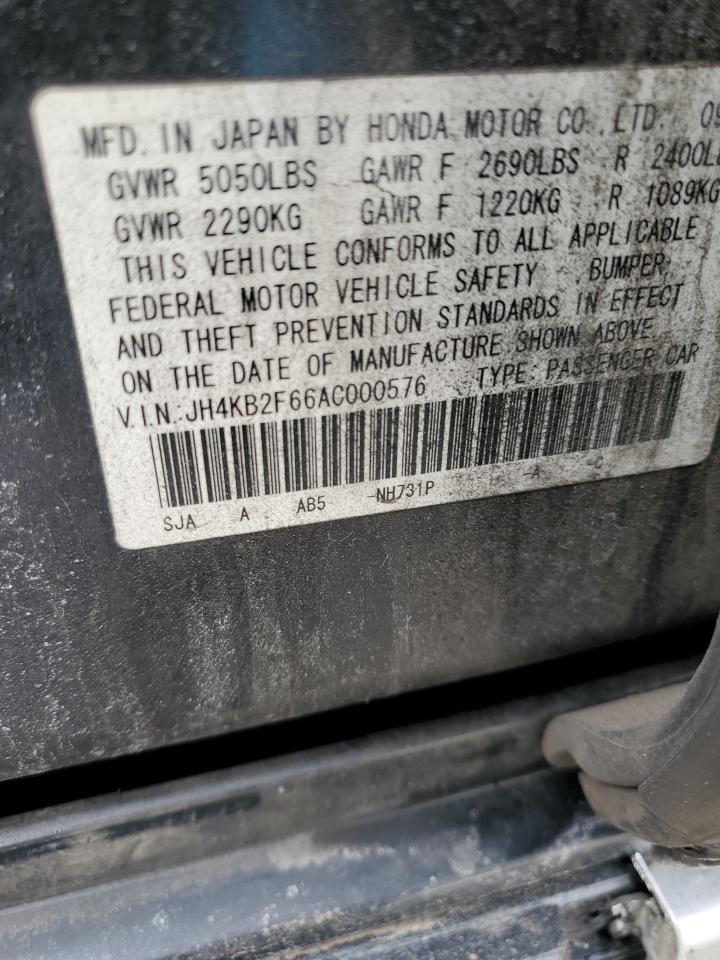 MFD. IN JAPAN BY HONDA MOTOR CO., LTD.
GVWR 5050LBS GAWR F 2690LBS R 2400LB
GVWR 2290KG GAWR F 1220KG R 1089KG
THIS VEHICLE CONFORMS TO ALL APPLICABLE
FEDERAL MOTOR VEHICLE SAFETY , BUMPER,
AND THEFT PREVENTION STANDARDS IN EFFECT
ON THE DATE OF MANUFACTURE SHOWN ABOVE.
V.I.N.:JH4KB2F66AC000576 TYPE: PASSENGER CAR
SJA A AB5 -NH731P -A -C